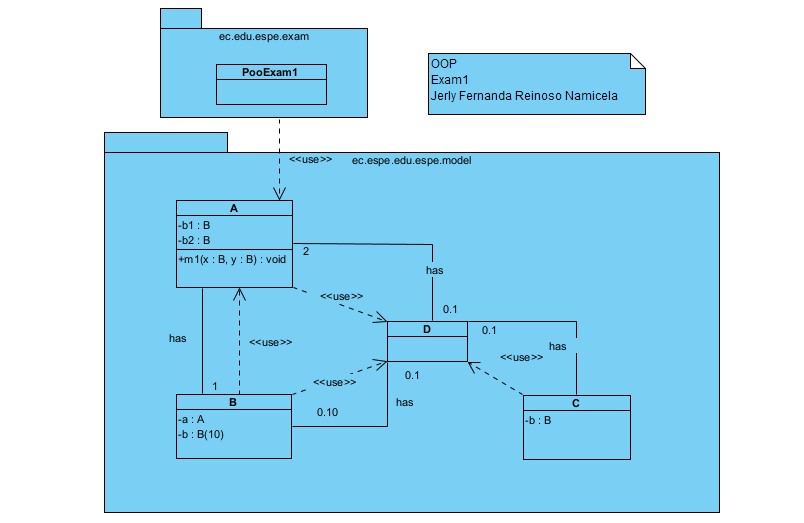 ec.edu.espe.exam
PooExam1
OOP
Exam1
Jerly Fernanda Reinoso Namicela
<<use>>
ec.espe.edu.espe.model
A
-b1 : B
-b2 : B
+m1(x : B, y : B) : void
2
has
<<use>>
0.1
D
0.1
has
<<use>>
has
<<use>>
<<use>>
0.1
1
has
0.10
B
-a : A
-b : B(10)
C
-b : B